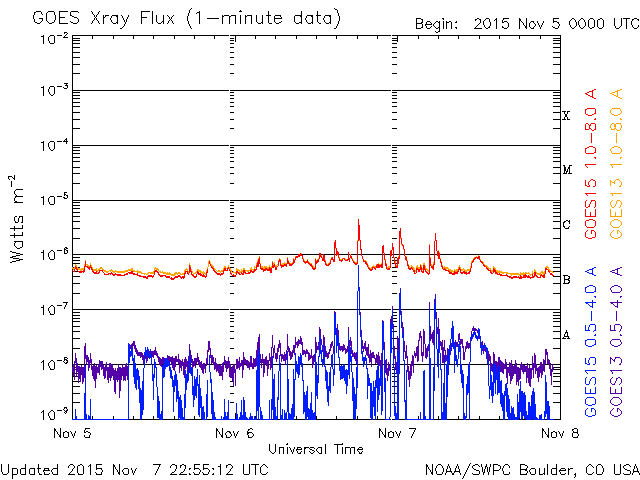 GOES Xray Flux (1-minute data)
Begin: 2015 Nov 5 0000 UTC
10-2
10-3
10-4
10-5
10-6
10-7
10-8
10-9
Watts m-2
X
M
C
B
A
GOES15 1.0-8.0 A
GOES13 1.0-8.0 A
GOES15 0.5-4.0 A
GOES13 0.5-4.0 A
Nov 5
Nov 6
Nov 7
Nov 8
Universal Time
Updated 2015 Nov 7 22:55:12 UTC
NOAA/SWPC Boulder, CO USA